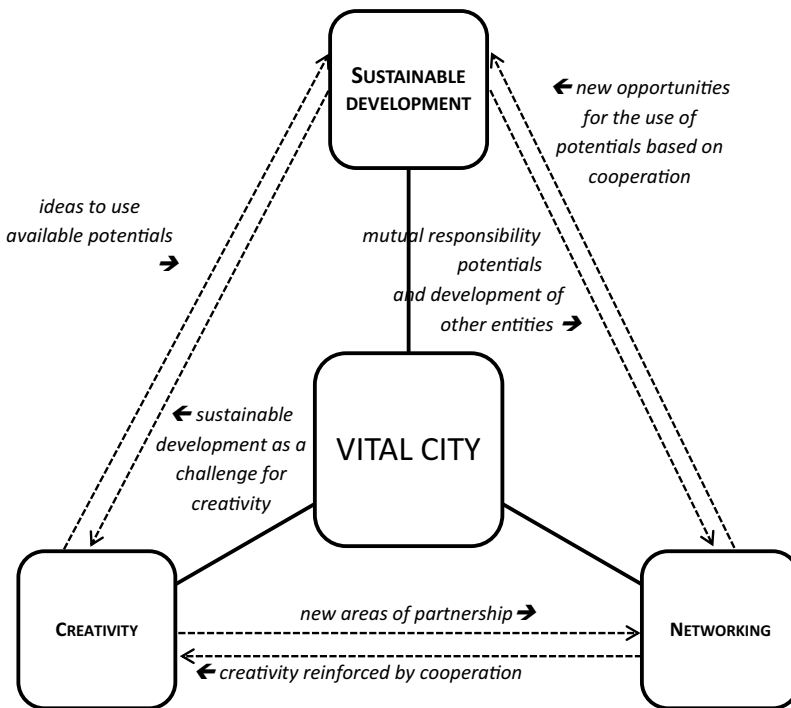 SUSTAINABLE
DEVELOPMENT
🡸 new opportunities
for the use of
potentials based on
cooperation
ideas to use
available potentials
🡺
mutual responsibility
potentials
and development of
other entities 🡺
🡸 sustainable
development as a
challenge for
creativity
VITAL CITY
CREATIVITY
new areas of partnership 🡺
NETWORKING
🡸 creativity reinforced by cooperation